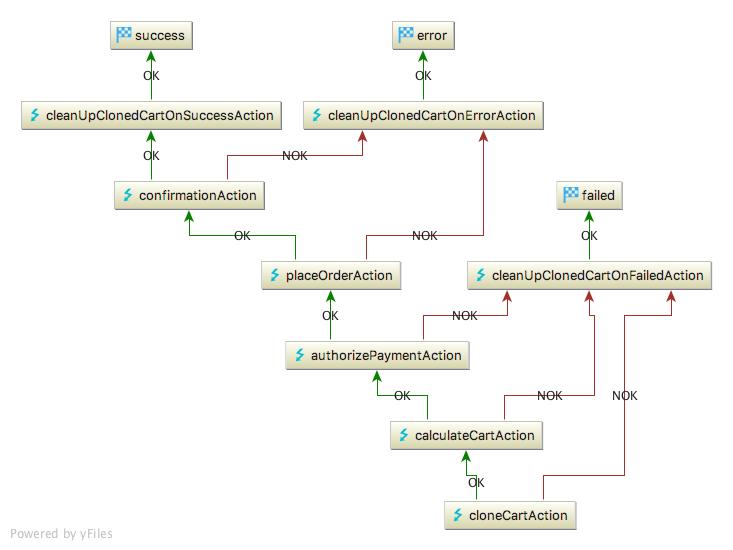 success
error
OK
OK
cleanUpClonedCartOnSuccessAction
cleanUpClonedCartOnErrorAction
OK
NOK
confirmationAction
failed
OK
NOK
OK
placeOrderAction
cleanUpClonedCartOnFailedAction
OK
NOK
authorizePaymentAction
OK
NOK
NOK
calculateCartAction
OK
cloneCartAction
Powered by yFiles